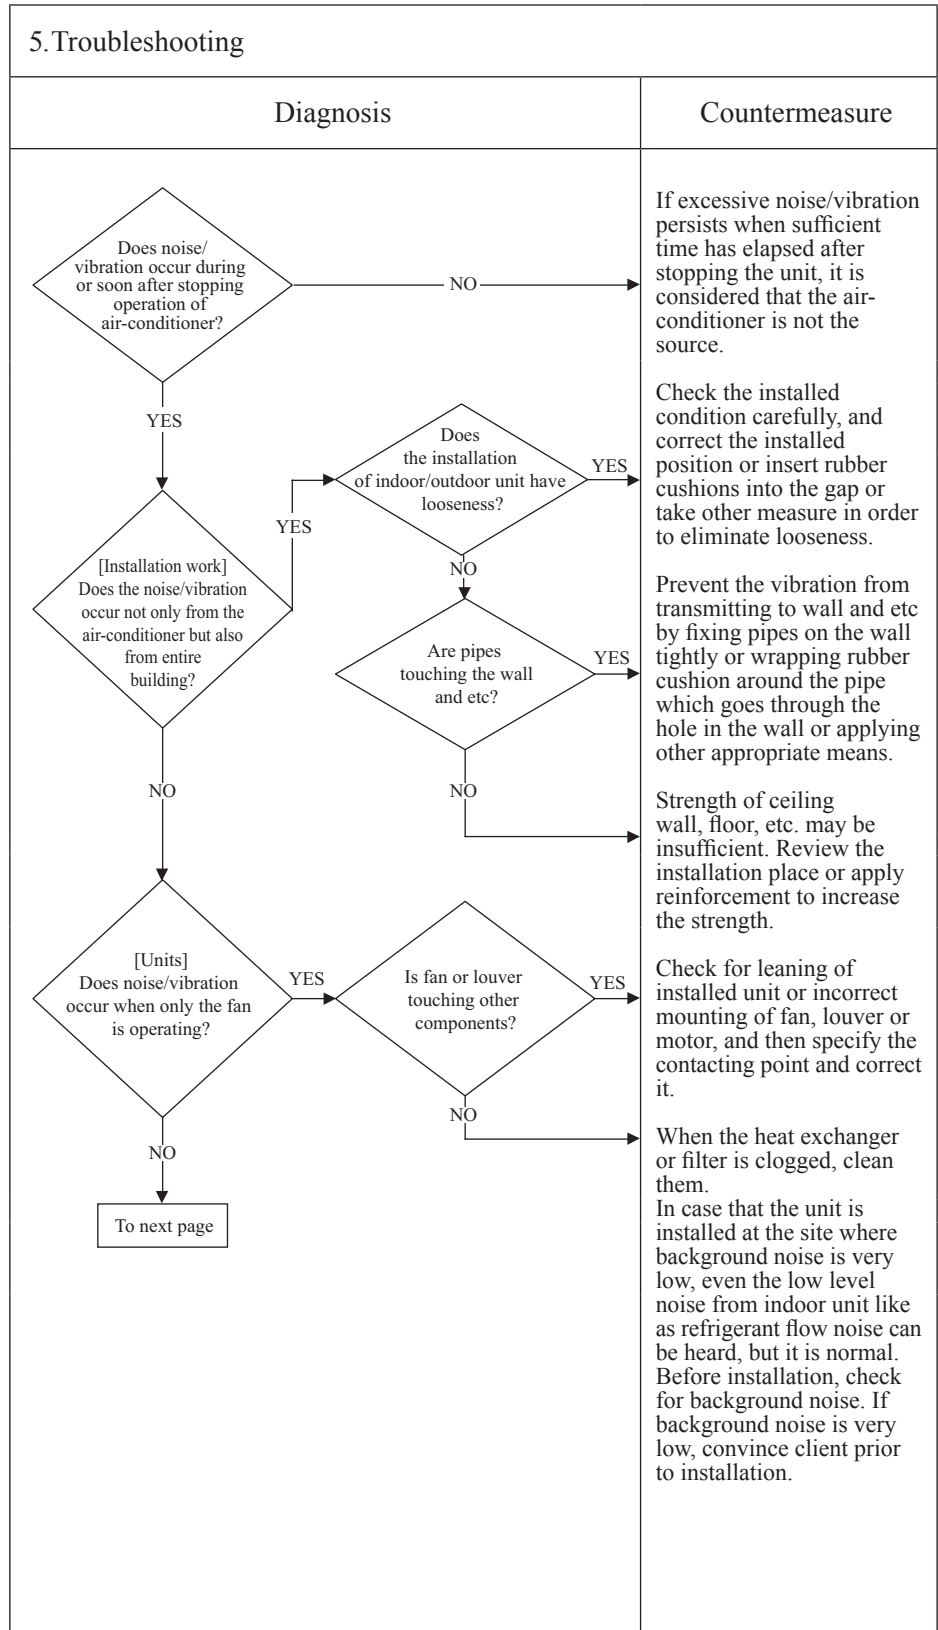 5.Troubleshooting
Diagnosis
Countermeasure
Does noise/
vibration occur during
or soon after stopping
operation of
air-conditioner?
NO
If excessive noise/vibration
persists when sufficient
time has elapsed after
stopping the unit, it is
considered that the air-
conditioner is not the
source.
YES
Does
the installation
of indoor/outdoor unit have
looseness?
YES
Check the installed
condition carefully, and
correct the installed
position or insert rubber
cushions into the gap or
take other measure in order
to eliminate looseness.
YES
[Installation work]
Does the noise/vibration
occur not only from the
air-conditioner but also
from entire
building?
NO
Are pipes
touching the wall
and etc?
YES
Prevent the vibration from
transmitting to wall and etc
by fixing pipes on the wall
tightly or wrapping rubber
cushion around the pipe
which goes through the
hole in the wall or applying
other appropriate means.
NO
NO
Strength of ceiling
wall, floor, etc. may be
insufficient. Review the
installation place or apply
reinforcement to increase
the strength.
[Units]
Does noise/vibration
occur when only the fan
is operating?
YES
Is fan or louver
touching other
components?
YES
Check for leaning of
installed unit or incorrect
mounting of fan, louver or
motor, and then specify the
contacting point and correct
it.
NO
NO
To next page
When the heat exchanger
or filter is clogged, clean
them.
In case that the unit is
installed at the site where
background noise is very
low, even the low level
noise from indoor unit like
as refrigerant flow noise can
be heard, but it is normal.
Before installation, check
for background noise. If
background noise is very
low, convince client prior
to installation.